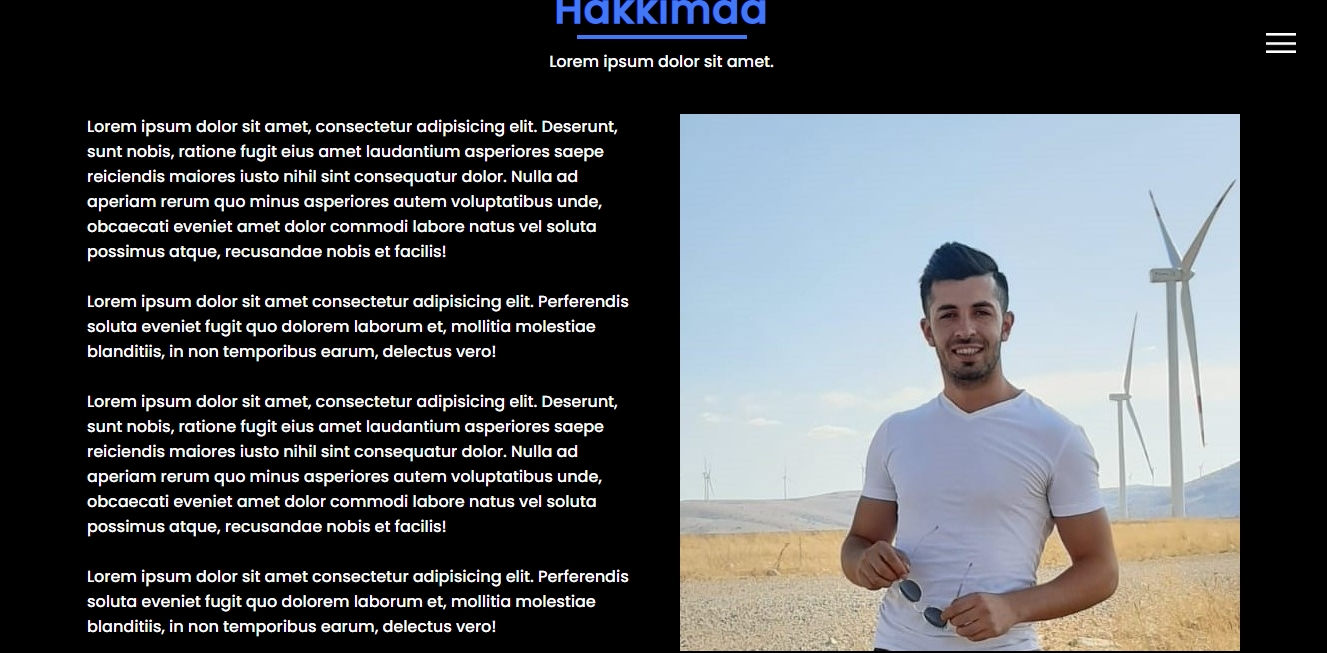 Hakkımda
Lorem ipsum dolor sit amet.
Lorem ipsum dolor sit amet, consectetur adipisicing elit. Deserunt,
sunt nobis, ratione fugit eius amet laudantium asperiores saepe
reiciendis maiores iusto nihil sint consequatur dolor. Nulla ad
aperiam rerum quo minus asperiores autem voluptatibus unde,
obcaecati eveniet amet dolor commodi labore natus vel soluta
possimus atque, recusandae nobis et facilis!
Lorem ipsum dolor sit amet consectetur adipisicing elit. Perferendis
soluta eveniet fugit quo dolorem laborum et, mollitia molestiae
blanditiis, in non temporibus earum, delectus vero!
Lorem ipsum dolor sit amet, consectetur adipisicing elit. Deserunt,
sunt nobis, ratione fugit eius amet laudantium asperiores saepe
reiciendis maiores iusto nihil sint consequatur dolor. Nulla ad
aperiam rerum quo minus asperiores autem voluptatibus unde,
obcaecati eveniet amet dolor commodi labore natus vel soluta
possimus atque, recusandae nobis et facilis!
Lorem ipsum dolor sit amet consectetur adipisicing elit. Perferendis
soluta eveniet fugit quo dolorem laborum et, mollitia molestiae
blanditiis, in non temporibus earum, delectus vero!